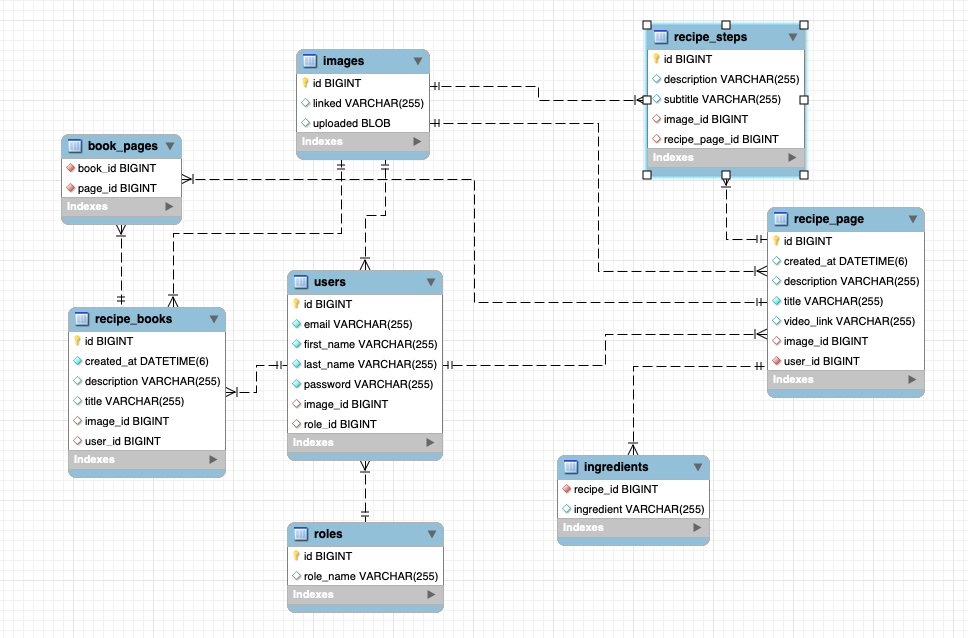 recipe_steps
id BIGINT
description VARCHAR(255)
subtitle VARCHAR(255)
image_id BIGINT
recipe_page_id BIGINT
Indexes
images
id BIGINT
linked VARCHAR(255)
uploaded BLOB
Indexes
book_pages
book_id BIGINT
page_id BIGINT
Indexes
recipe_page
id BIGINT
created_at DATETIME(6)
description VARCHAR(255)
title VARCHAR(255)
video_link VARCHAR(255)
image_id BIGINT
user_id BIGINT
Indexes
users
id BIGINT
email VARCHAR(255)
first_name VARCHAR(255)
last_name VARCHAR(255)
password VARCHAR(255)
image_id BIGINT
role_id BIGINT
Indexes
recipe_books
id BIGINT
created_at DATETIME(6)
description VARCHAR(255)
title VARCHAR(255)
image_id BIGINT
user_id BIGINT
Indexes
ingredients
recipe_id BIGINT
ingredient VARCHAR(255)
Indexes
roles
id BIGINT
role_name VARCHAR(255)
Indexes